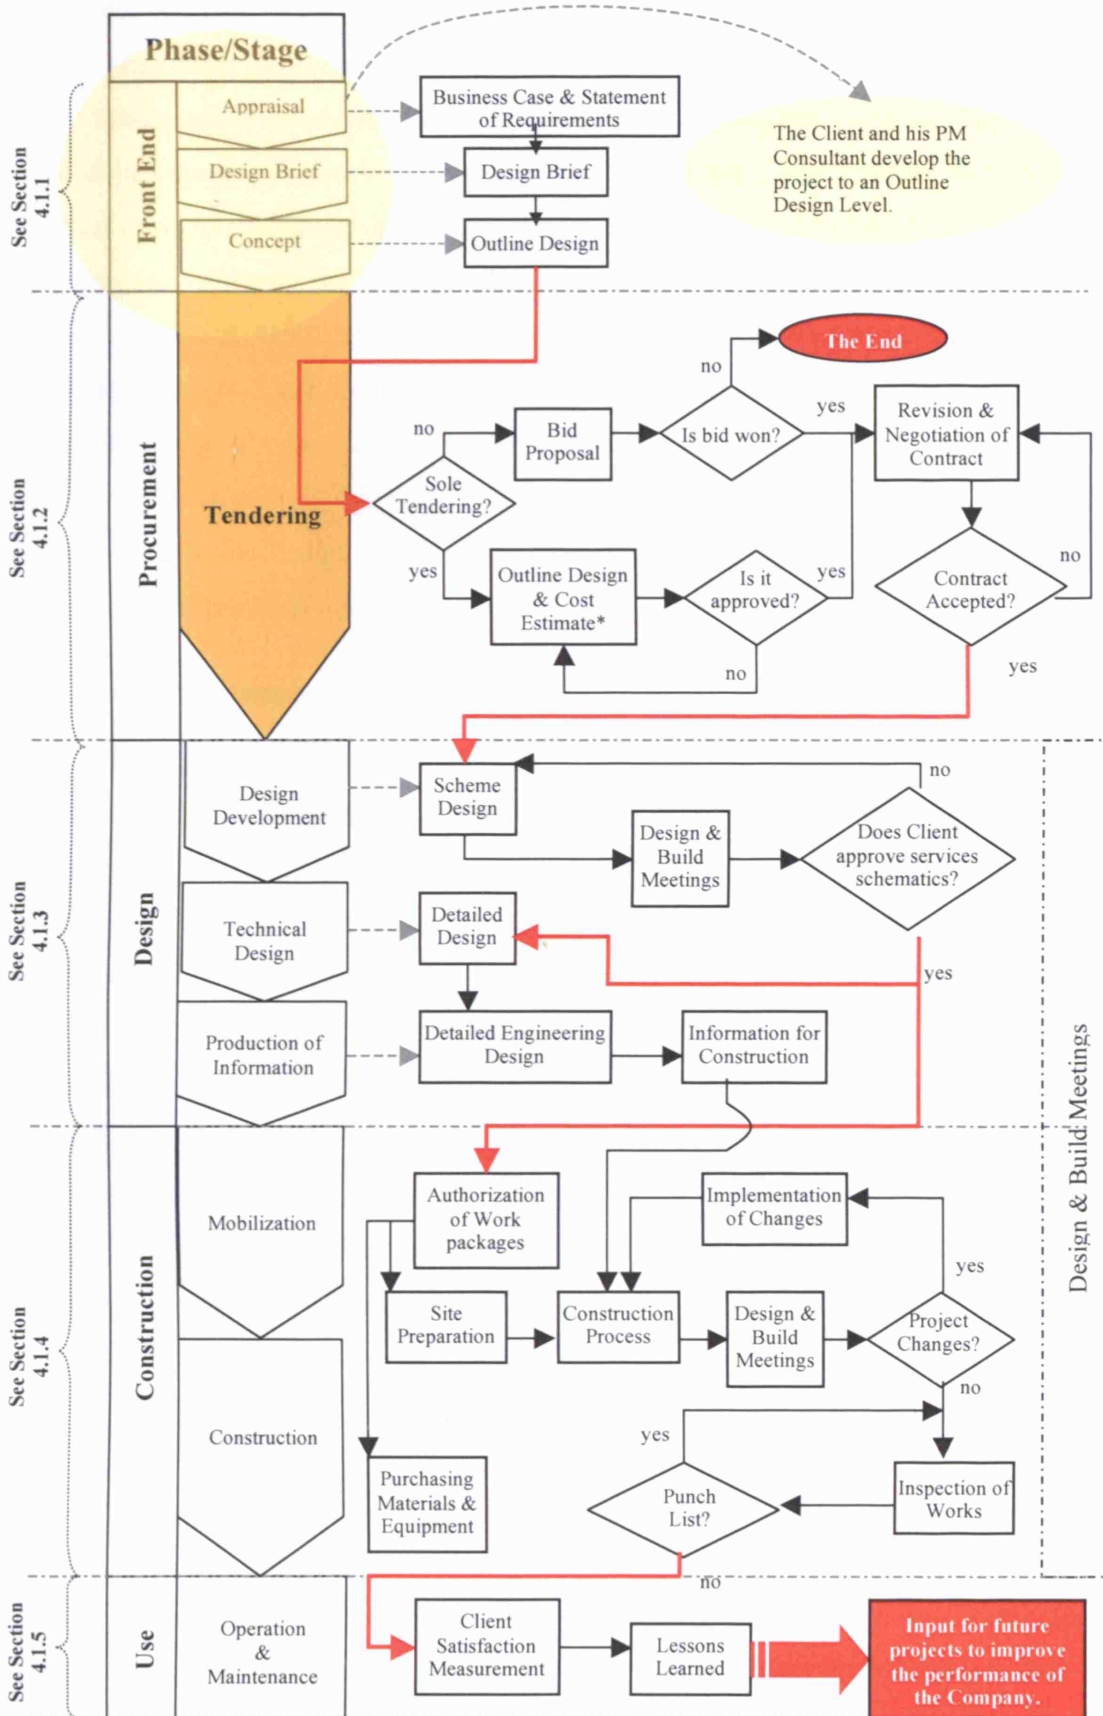 Phase/Stage
See Section
4.1.1
Front End
Appraisal
Design Brief
Concept
Business Case & Statement
of Requirements
Design Brief
Outline Design
The Client and his PM
Consultant develop the
project to an Outline
Design Level.
See Section
4.1.2
Procurement
Tendering
Sole
Tendering?
no
yes
Bid
Proposal
Is bid won?
no
The End
yes
Revision &
Negotiation of
Contract
Outline Design
& Cost
Estimate*
Is it
approved?
yes
no
Contract
Accepted?
no
yes
See Section
4.1.3
Design
Design
Development
Technical
Design
Production of
Information
Scheme
Design
Design &
Build
Meetings
Does Client
approve services
schematics?
no
yes
Detailed
Design
Detailed Engineering
Design
Information for
Construction
Design & Build Meetings
See Section
4.1.4
Construction
Mobilization
Construction
Authorization
of Work
packages
Implementation
of Changes
yes
Site
Preparation
Construction
Process
Design &
Build
Meetings
Project
Changes?
no
Purchasing
Materials &
Equipment
yes
Punch
List?
Inspection of
Works
no
See Section
4.1.5
Use
Operation
&
Maintenance
Client
Satisfaction
Measurement
Lessons
Learned
Input for future
projects to improve
the performance of
the Company.